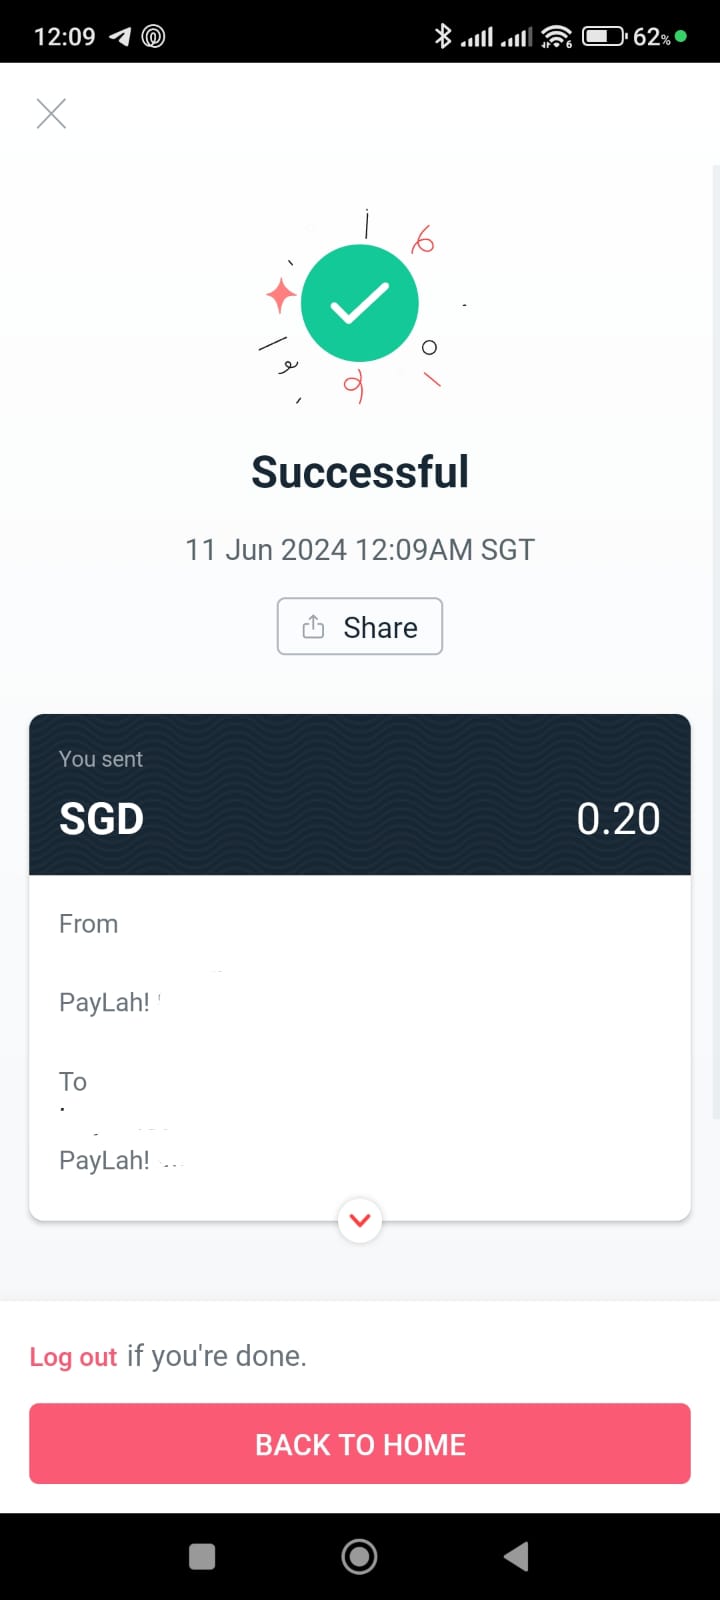 12:09 62%
Successful
11 Jun 2024 12:09AM SGT
Share
You sent
SGD 0.20
From
PayLah!
To
PayLah!
Log out if you're done.
BACK TO HOME